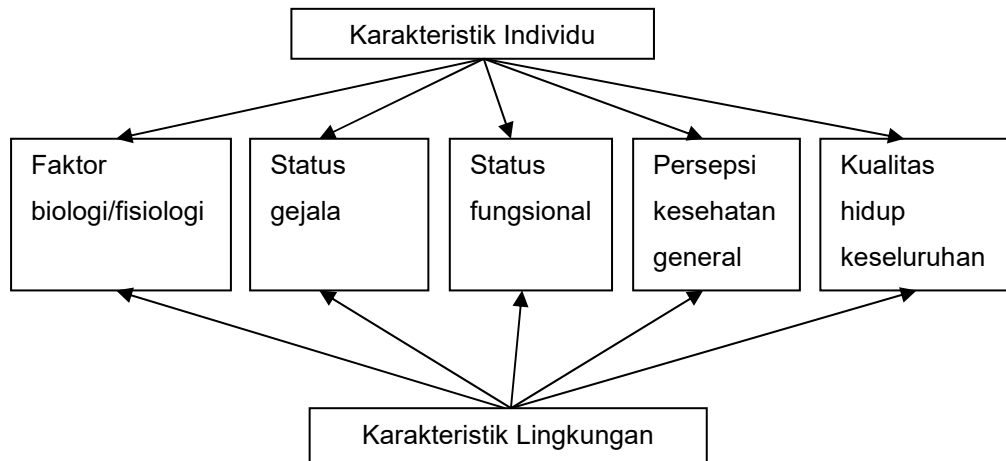 Karakteristik Individu
Faktor
biologi/fisiologi
Status
gejala
Status
fungsional
Persepsi
kesehatan
general
Kualitas
hidup
keseluruhan
Karakteristik Lingkungan